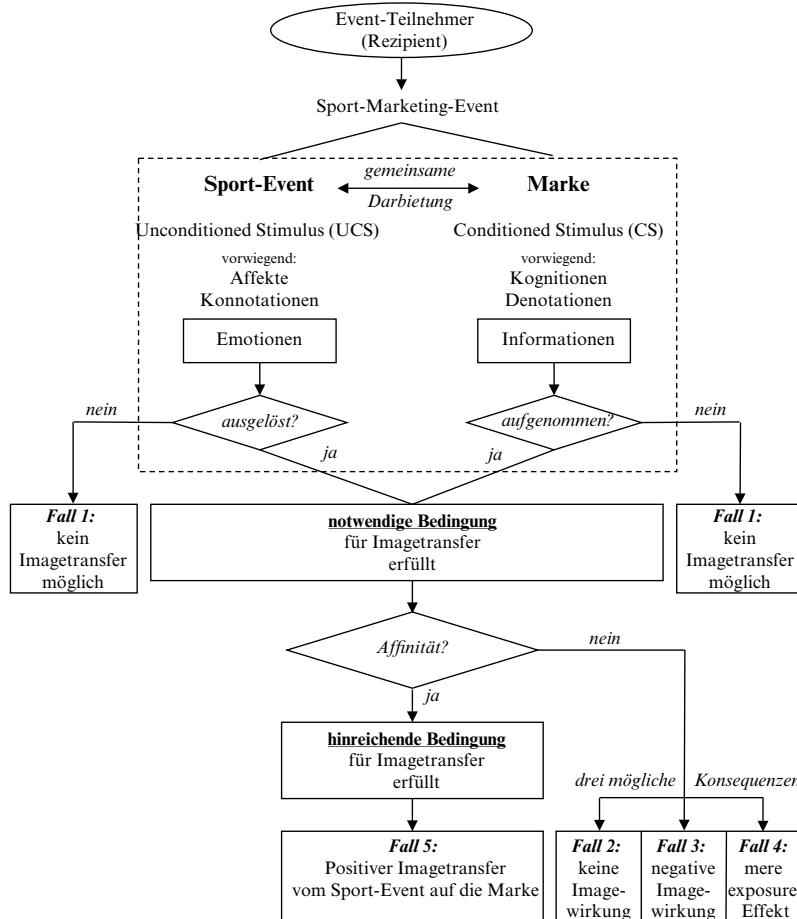 Event-Teilnehmer
(Rezipient)
Sport-Marketing-Event
gemeinsame
Sport-Event
Marke
Darbietung
Unconditioned Stimulus (UCS)
Conditioned Stimulus (CS)
vorwiegend:
Affekte
Konnotationen
vorwiegend:
Kognitionen
Denotationen
Emotionen
Informationen
nein
ausgelöst?
aufgenommen?
nein
ja
ja
Fall 1:
kein
Imagetransfer
möglich
notwendige Bedingung
für Imagetransfer
erfüllt
Fall 1:
kein
Imagetransfer
möglich
Affinität?
nein
ja
hinreichende Bedingung
für Imagetransfer
erfüllt
drei mögliche
Konsequenzen
Fall 5:
Positiver Imagetransfer
vom Sport-Event auf die Marke
Fall 2:
keine
Image-
wirkung
Fall 3:
negative
Image-
wirkung
Fall 4:
mere
exposure
Effekt